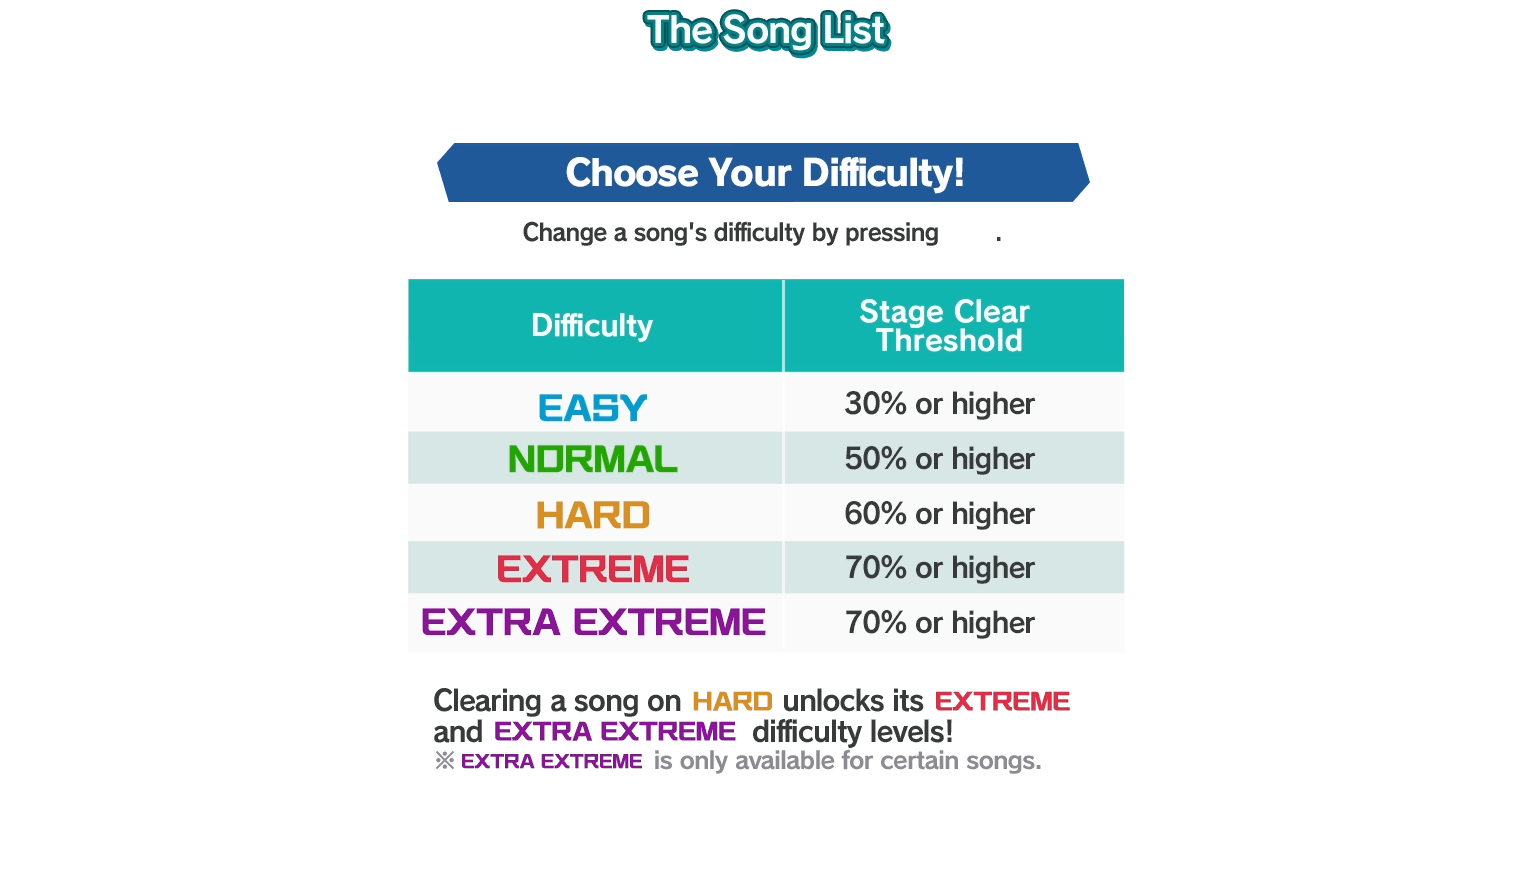 The Song List
Choose Your Difficulty!
Change a song's difficulty by pressing .
Difficulty
Stage Clear
Threshold
EASY
30% or higher
NORMAL
50% or higher
HARD
60% or higher
EXTREME
70% or higher
EXTRA EXTREME
70% or higher
Clearing a song on HARD unlocks its EXTREME
and EXTRA EXTREME difficulty levels!
※ EXTRA EXTREME is only available for certain songs.